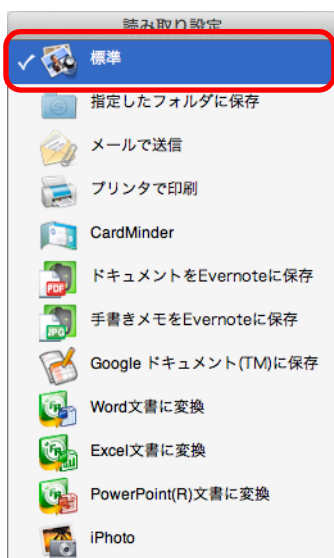 読み取り設定
標準
指定したフォルダに保存
メールで送信
プリンタで印刷
CardMinder
ドキュメントをEvernoteに保存
PDF
手書きメモをEvernoteに保存
JPG
Google ドキュメント(TM)に保存
Word文書に変換
Excel文書に変換
PowerPoint(R)文書に変換
iPhoto